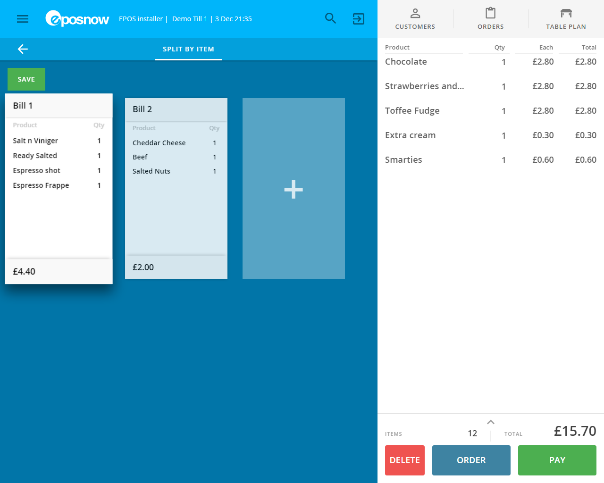 eposnow
EPOS installer | Demo Till 1 | 3 Dec 21:35
SPLIT BY ITEM
SAVE
Bill 1
Product Qty
Salt n Viniger 1
Ready Salted 1
Espresso shot 1
Espresso Frappe 1
£4.40
Bill 2
Product Qty
Cheddar Cheese 1
Beef 1
Salted Nuts 1
£2.00
+
CUSTOMERS ORDERS TABLE PLAN
Product Qty Each Total
Chocolate 1 £2.80 £2.80
Strawberries and... 1 £2.80 £2.80
Toffee Fudge 1 £2.80 £2.80
Extra cream 1 £0.30 £0.30
Smarties 1 £0.60 £0.60
ITEMS 12 TOTAL £15.70
DELETE ORDER PAY